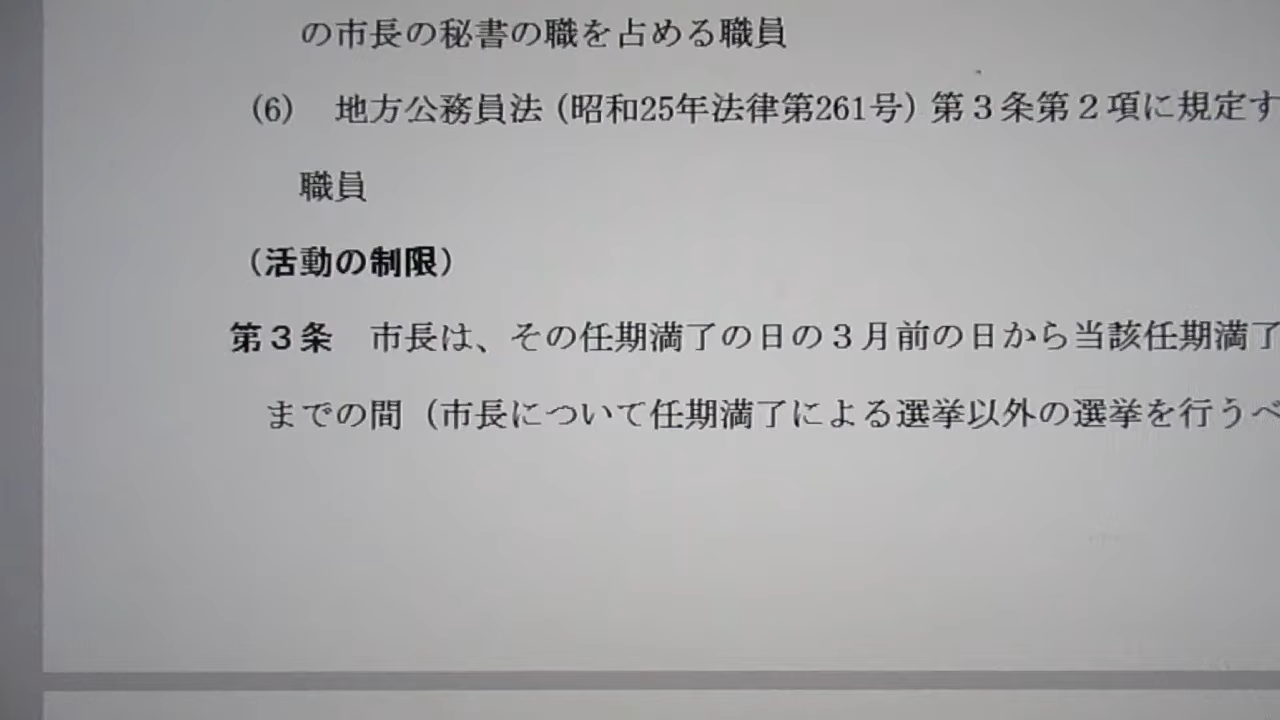 の市長の秘書の職を占める職員
(6)　地方公務員法（昭和25年法律第261号）第３条第２項に規定す
職員
（活動の制限）
第３条　市長は、その任期満了の日の３月前の日から当該任期満了
までの間（市長について任期満了による選挙以外の選挙を行うべ